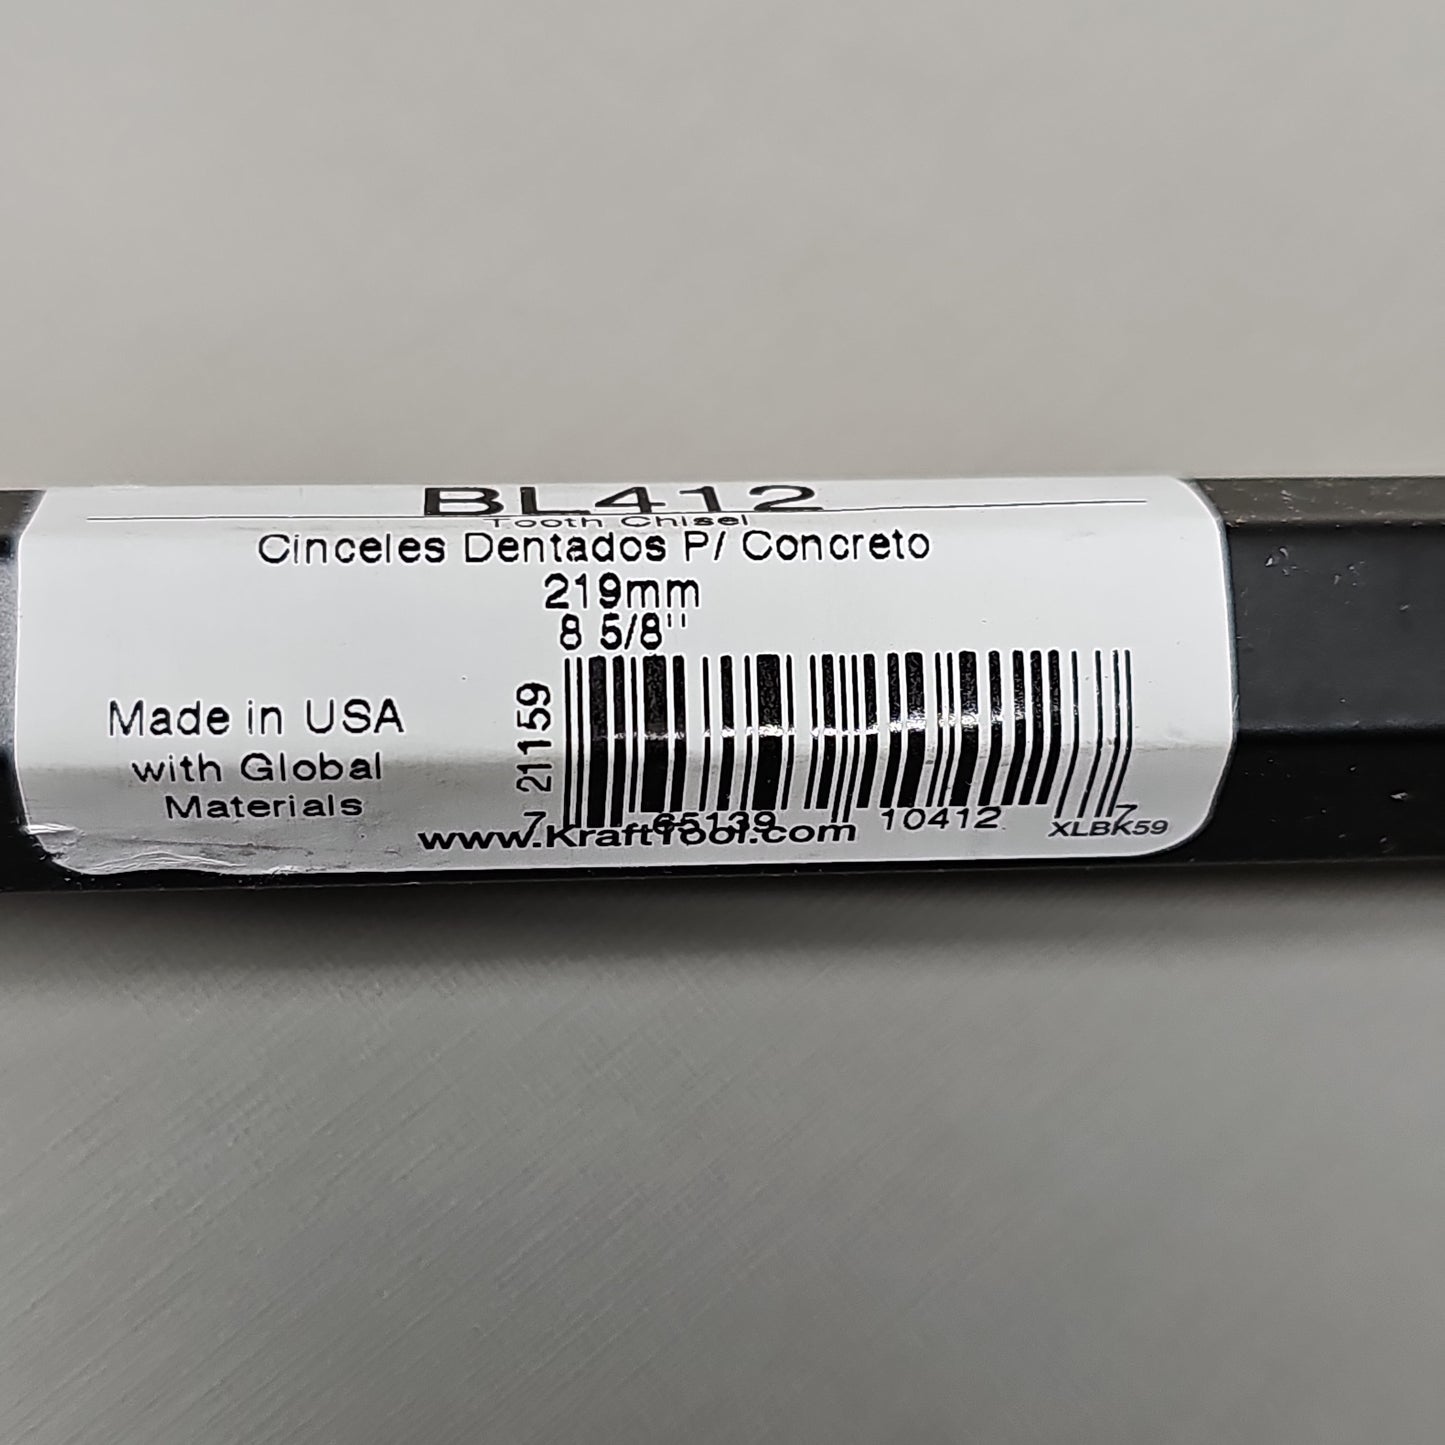 BL412
Tooth Chisel
Cinceles Dentados P/ Concreto
219mm
8 5/8''
Made in USA
with Global
Materials
21159
7 65139 10412 7
www.KraftTool.com
XLBK59